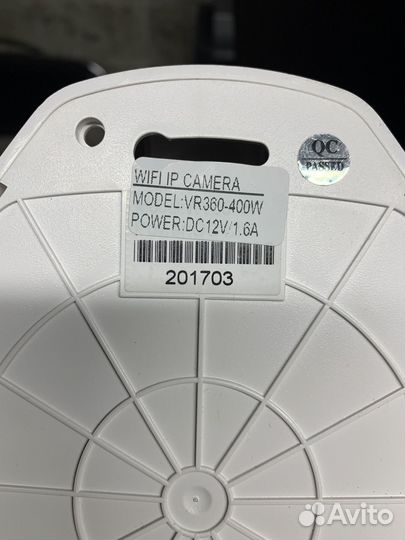 QC
PASSED
WIFI IP CAMERA
MODEL:VR360-400W
POWER:DC12V/1.6A
201703
Avito